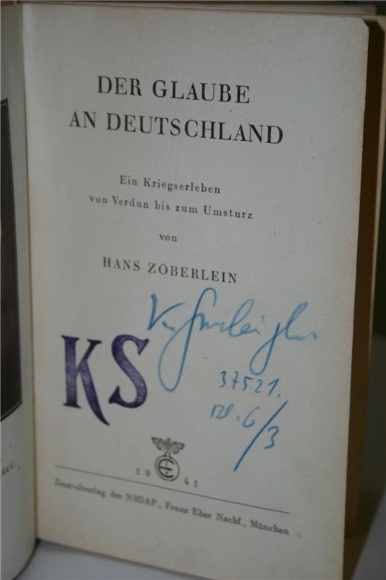 DER GLAUBE
AN DEUTSCHLAND
Ein Kriegserleben
von Verdun bis zum Umsturz
von
HANS ZÖBERLEIN
KS
37521.
6/3
1941
Zentralverlag der NSDAP., Franz Eher Nachf., München